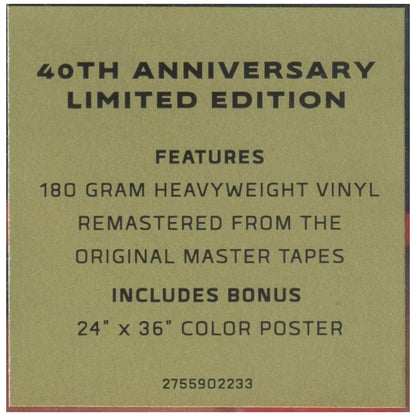 40TH ANNIVERSARY
LIMITED EDITION
FEATURES
180 GRAM HEAVYWEIGHT VINYL
REMASTERED FROM THE
ORIGINAL MASTER TAPES
INCLUDES BONUS
24" x 36" COLOR POSTER
2755902233